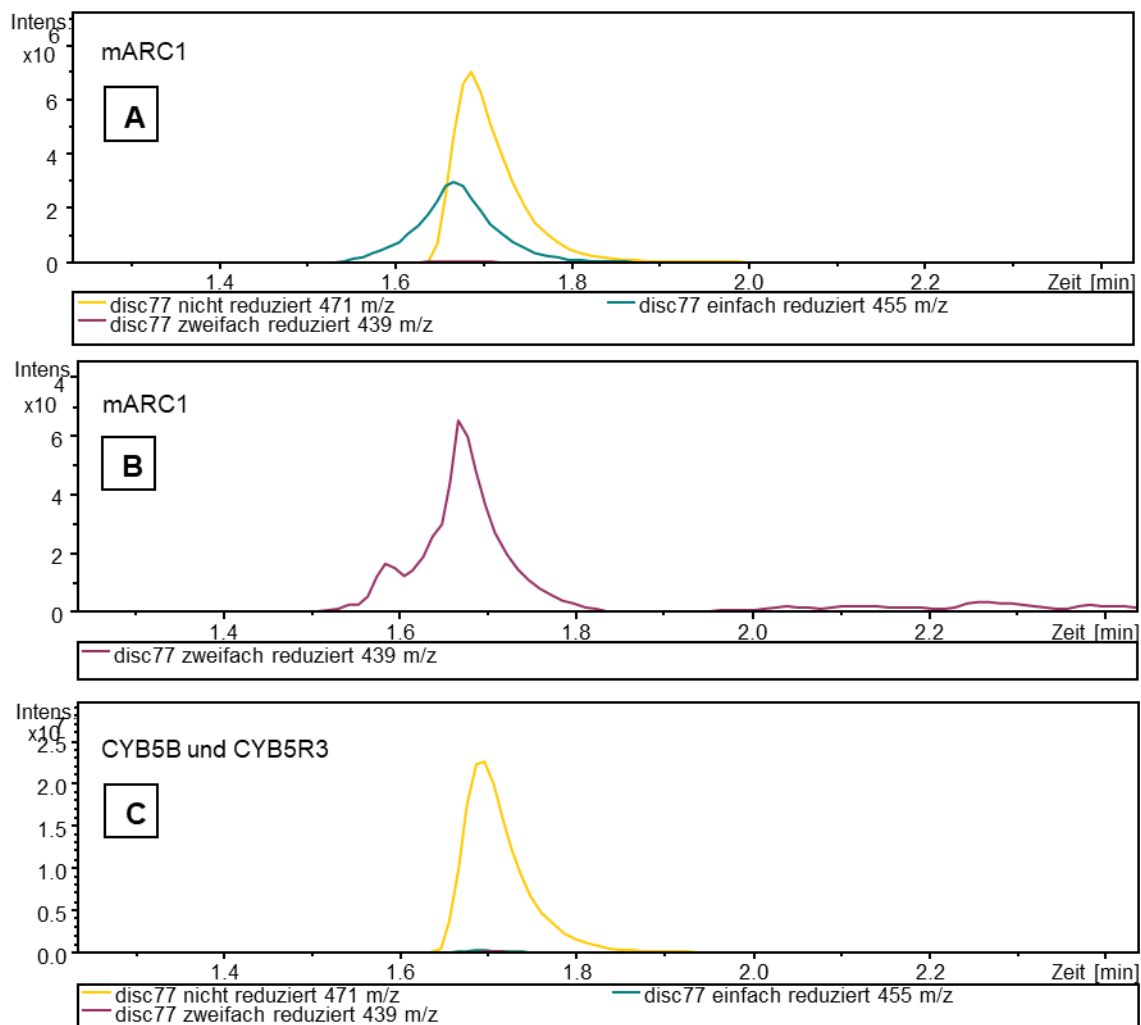 Intens.
x10 6
mARC1
A
6
4
2
0
1.4 1.6 1.8 2.0 2.2 Zeit [min]
disc77 nicht reduziert 471 m/z disc77 einfach reduziert 455 m/z
disc77 zweifach reduziert 439 m/z
Intens.
x10 4
mARC1
B
6
4
2
0
1.4 1.6 1.8 2.0 2.2 Zeit [min]
disc77 zweifach reduziert 439 m/z
Intens.
x10 7
2.5
CYB5B und CYB5R3
C
2.0
1.5
1.0
0.5
0.0
1.4 1.6 1.8 2.0 2.2 Zeit [min]
disc77 nicht reduziert 471 m/z disc77 einfach reduziert 455 m/z
disc77 zweifach reduziert 439 m/z